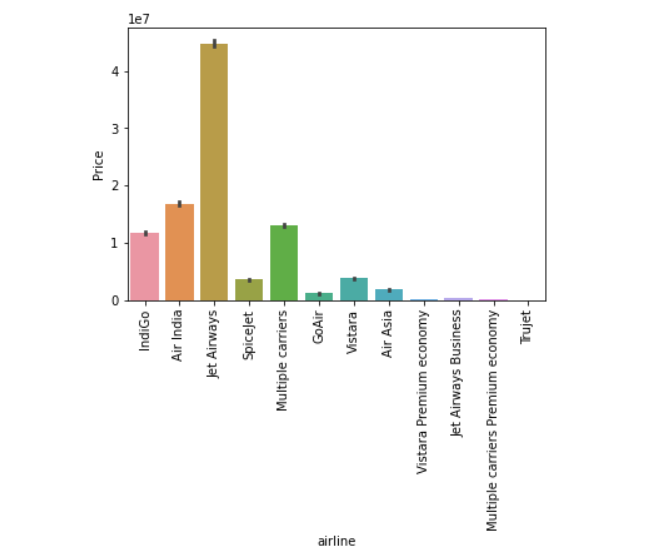 1e7
4
3
2
1
0
Price
IndiGo
Air India
Jet Airways
SpiceJet
Multiple carriers
GoAir
Vistara
Air Asia
Vistara Premium economy
Jet Airways Business
Multiple carriers Premium economy
Trujet
airline